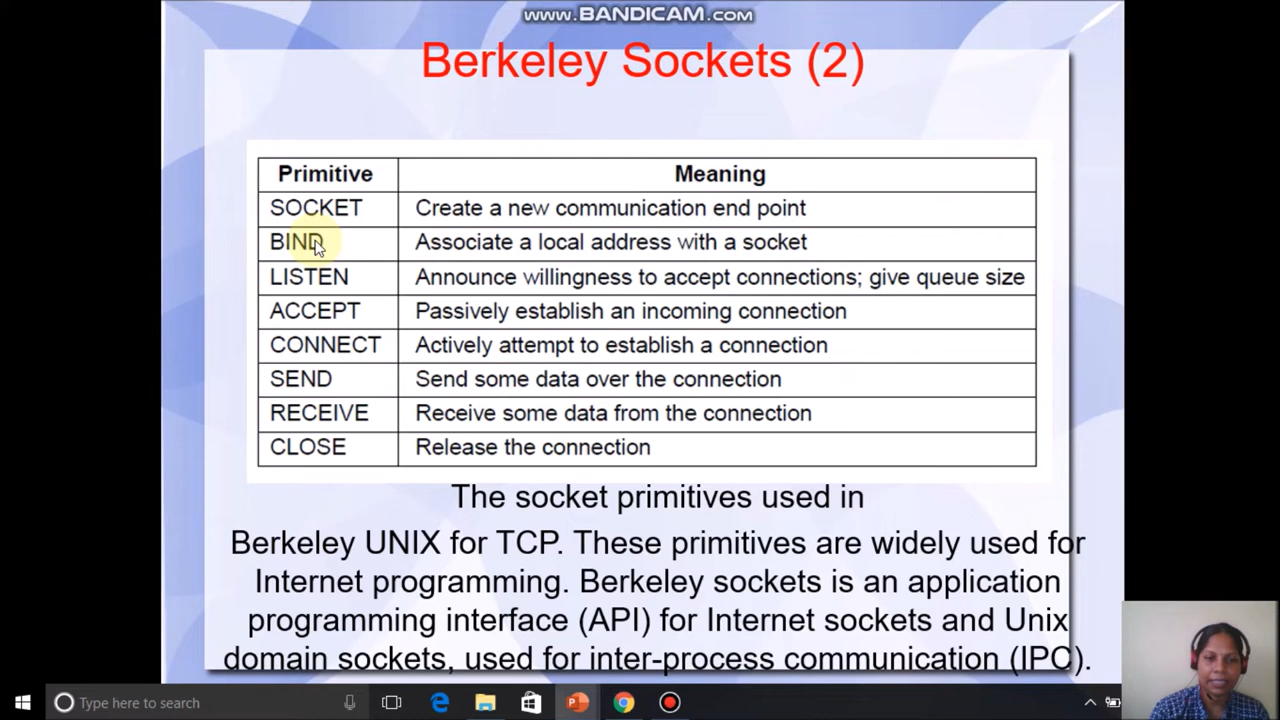 www.BANDICAM.com
Berkeley Sockets (2)
Primitive Meaning
SOCKET Create a new communication end point
BIND Associate a local address with a socket
LISTEN Announce willingness to accept connections; give queue size
ACCEPT Passively establish an incoming connection
CONNECT Actively attempt to establish a connection
SEND Send some data over the connection
RECEIVE Receive some data from the connection
CLOSE Release the connection
The socket primitives used in
Berkeley UNIX for TCP. These primitives are widely used for
Internet programming. Berkeley sockets is an application
programming interface (API) for Internet sockets and Unix
domain sockets, used for inter-process communication (IPC).
Type here to search